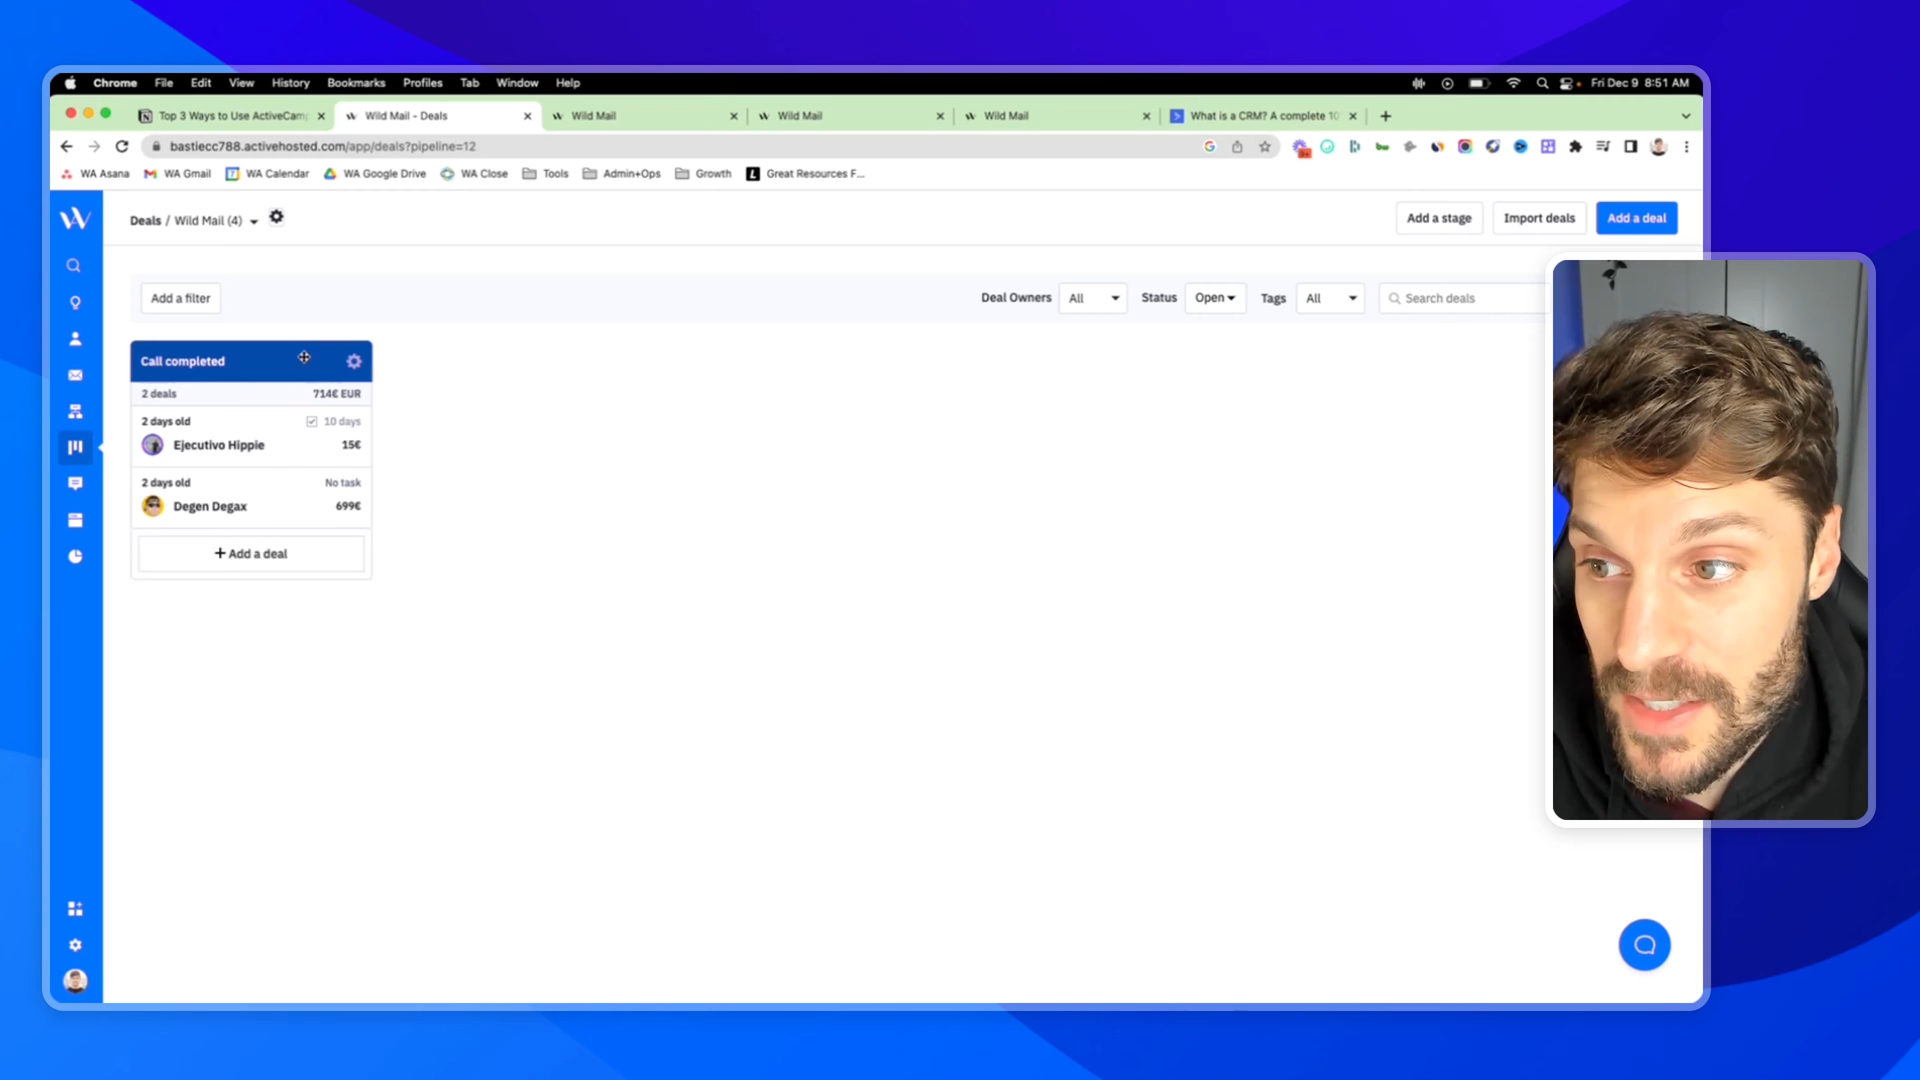 Chrome File Edit View History Bookmarks Profiles Tab Window Help Fri Dec 9 8:51 AM
Top 3 Ways to Use ActiveCam Wild Mail - Deals Wild Mail Wild Mail Wild Mail What is a CRM? A complete 10
bastiecc788.activehosted.com/app/deals?pipeline=12
WA Asana WA Gmail WA Calendar WA Google Drive WA Close Tools Admin+Ops Growth Great Resources F...
Deals / Wild Mail (4) Add a stage Import deals Add a deal
Add a filter Deal Owners All Status Open Tags All Search deals
Call completed
2 deals 714€ EUR
2 days old 10 days
Ejecutivo Hippie 15€
2 days old No task
Degen Degax 699€
+ Add a deal